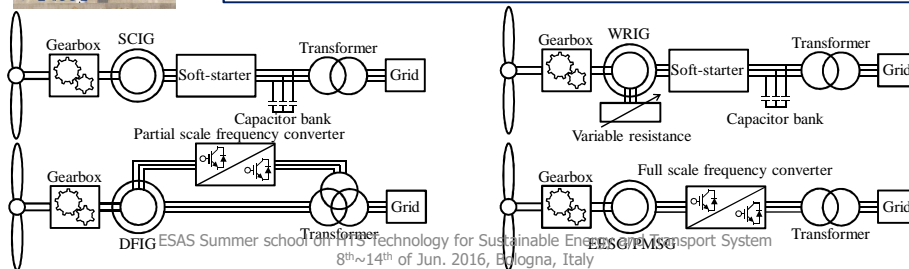 Gearbox
SCIG
Soft-starter
Transformer
Grid
Capacitor bank
Gearbox
WRIG
Soft-starter
Transformer
Grid
Variable resistance
Capacitor bank
Partial scale frequency converter
Gearbox
DFIG
Transformer
Grid
Full scale frequency converter
Gearbox
EESG/PMSG
Transformer
Grid
ESAS Summer school on HTS Technology for Sustainable Energy and Transport System
8th~14th of Jun. 2016, Bologna, Italy